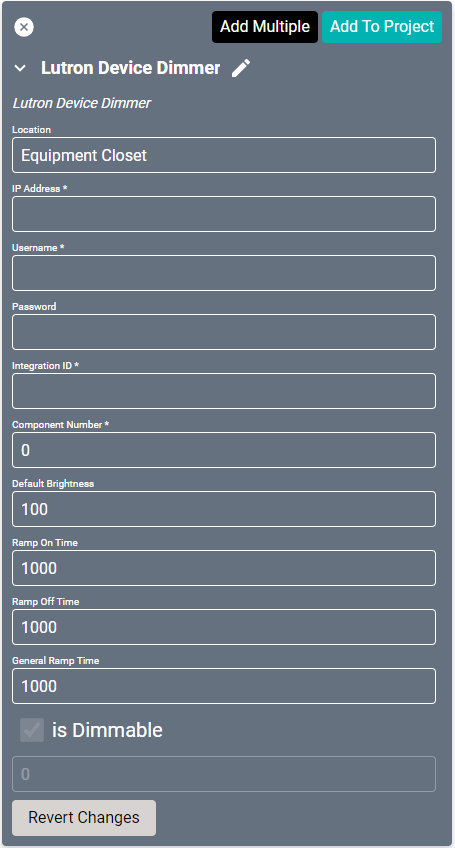 Add Multiple
Add To Project
Lutron Device Dimmer
Lutron Device Dimmer
Location
Equipment Closet
IP Address *
Username *
Password
Integration ID *
Component Number *
0
Default Brightness
100
Ramp On Time
1000
Ramp Off Time
1000
General Ramp Time
1000
is Dimmable
0
Revert Changes